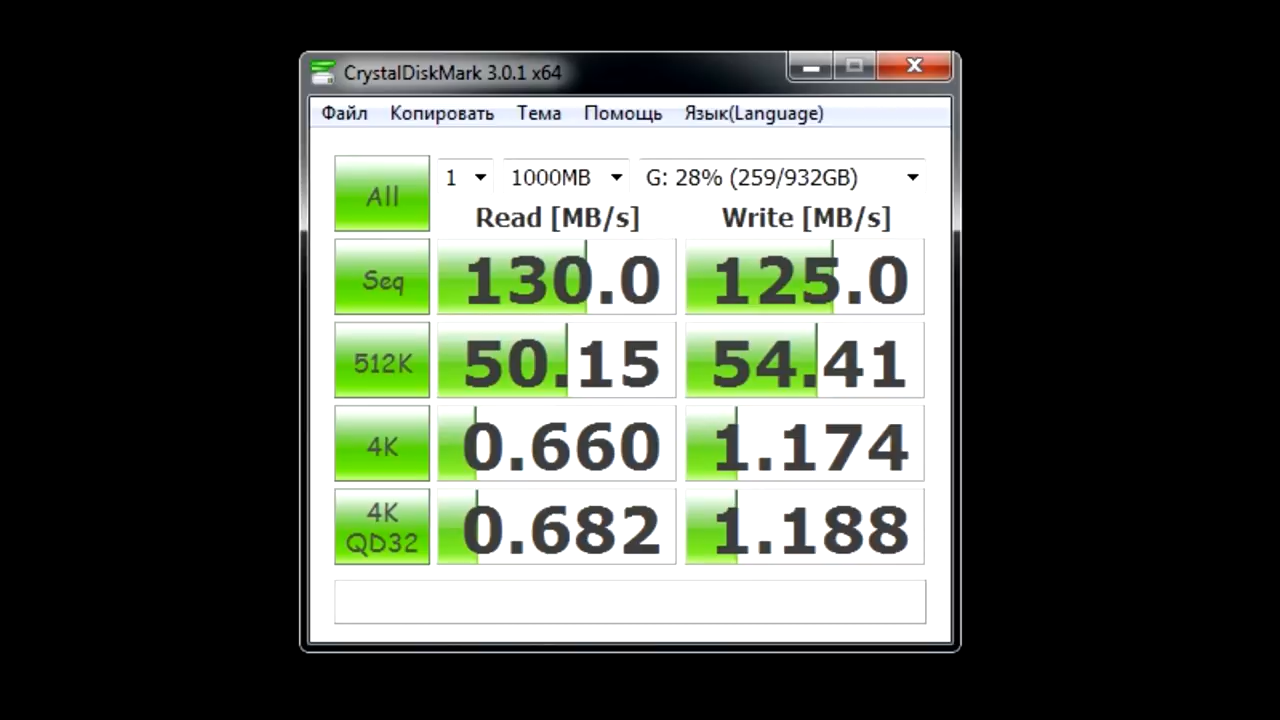 CrystalDiskMark 3.0.1 x64
Файл Копировать Тема Помощь Язык(Language)
All 1 1000MB G: 28% (259/932GB)
Read [MB/s] Write [MB/s]
Seq 130.0 125.0
512K 50.15 54.41
4K 0.660 1.174
4K
QD32 0.682 1.188